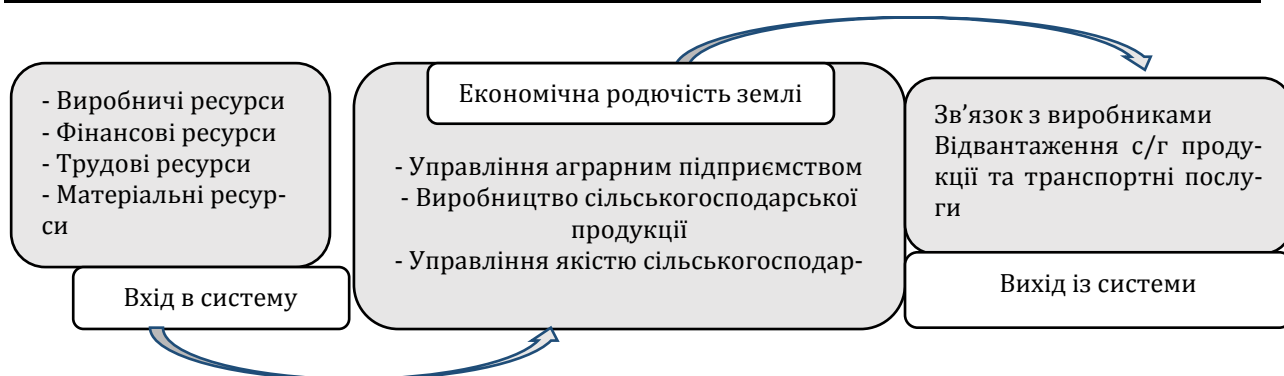 - Виробничі ресурси
- Фінансові ресурси
- Трудові ресурси
- Матеріальні ресур-
си
Вхід в систему
Економічна родючість землі
- Управління аграрним підприємством
- Виробництво сільськогосподарської
продукції
- Управління якістю сільськогосподар-
Зв’язок з виробниками
Відвантаження с/г проду-
кції та транспортні послу-
ги
Вихід із системи